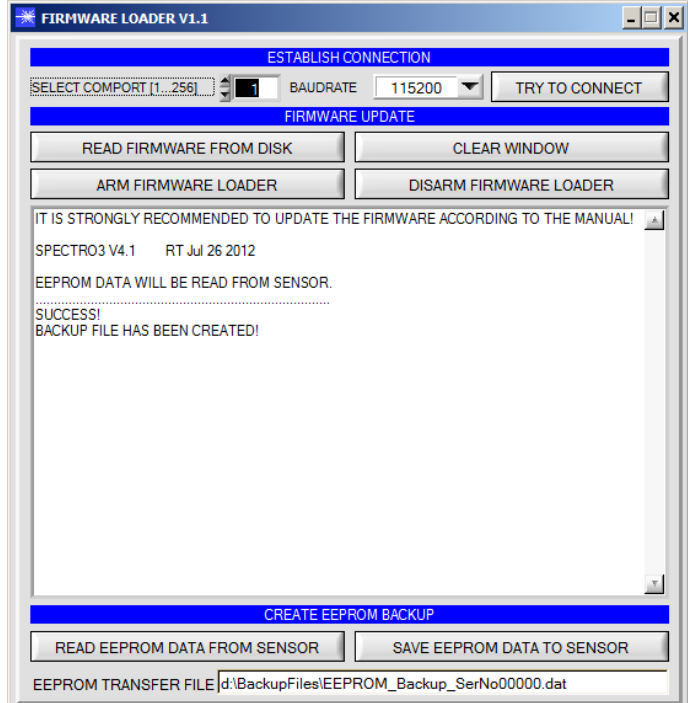 FIRMWARE LOADER V1.1
ESTABLISH CONNECTION
SELECT COMPORT [1...256] 1 BAUDRATE 115200 TRY TO CONNECT
FIRMWARE UPDATE
READ FIRMWARE FROM DISK CLEAR WINDOW
ARM FIRMWARE LOADER DISARM FIRMWARE LOADER
IT IS STRONGLY RECOMMENDED TO UPDATE THE FIRMWARE ACCORDING TO THE MANUAL!
SPECTRO3 V4.1 RT Jul 26 2012
EEPROM DATA WILL BE READ FROM SENSOR.
..........................................................................
SUCCESS!
BACKUP FILE HAS BEEN CREATED!
CREATE EEPROM BACKUP
READ EEPROM DATA FROM SENSOR SAVE EEPROM DATA TO SENSOR
EEPROM TRANSFER FILE d:\BackupFiles\EEPROM_Backup_SerNo00000.dat